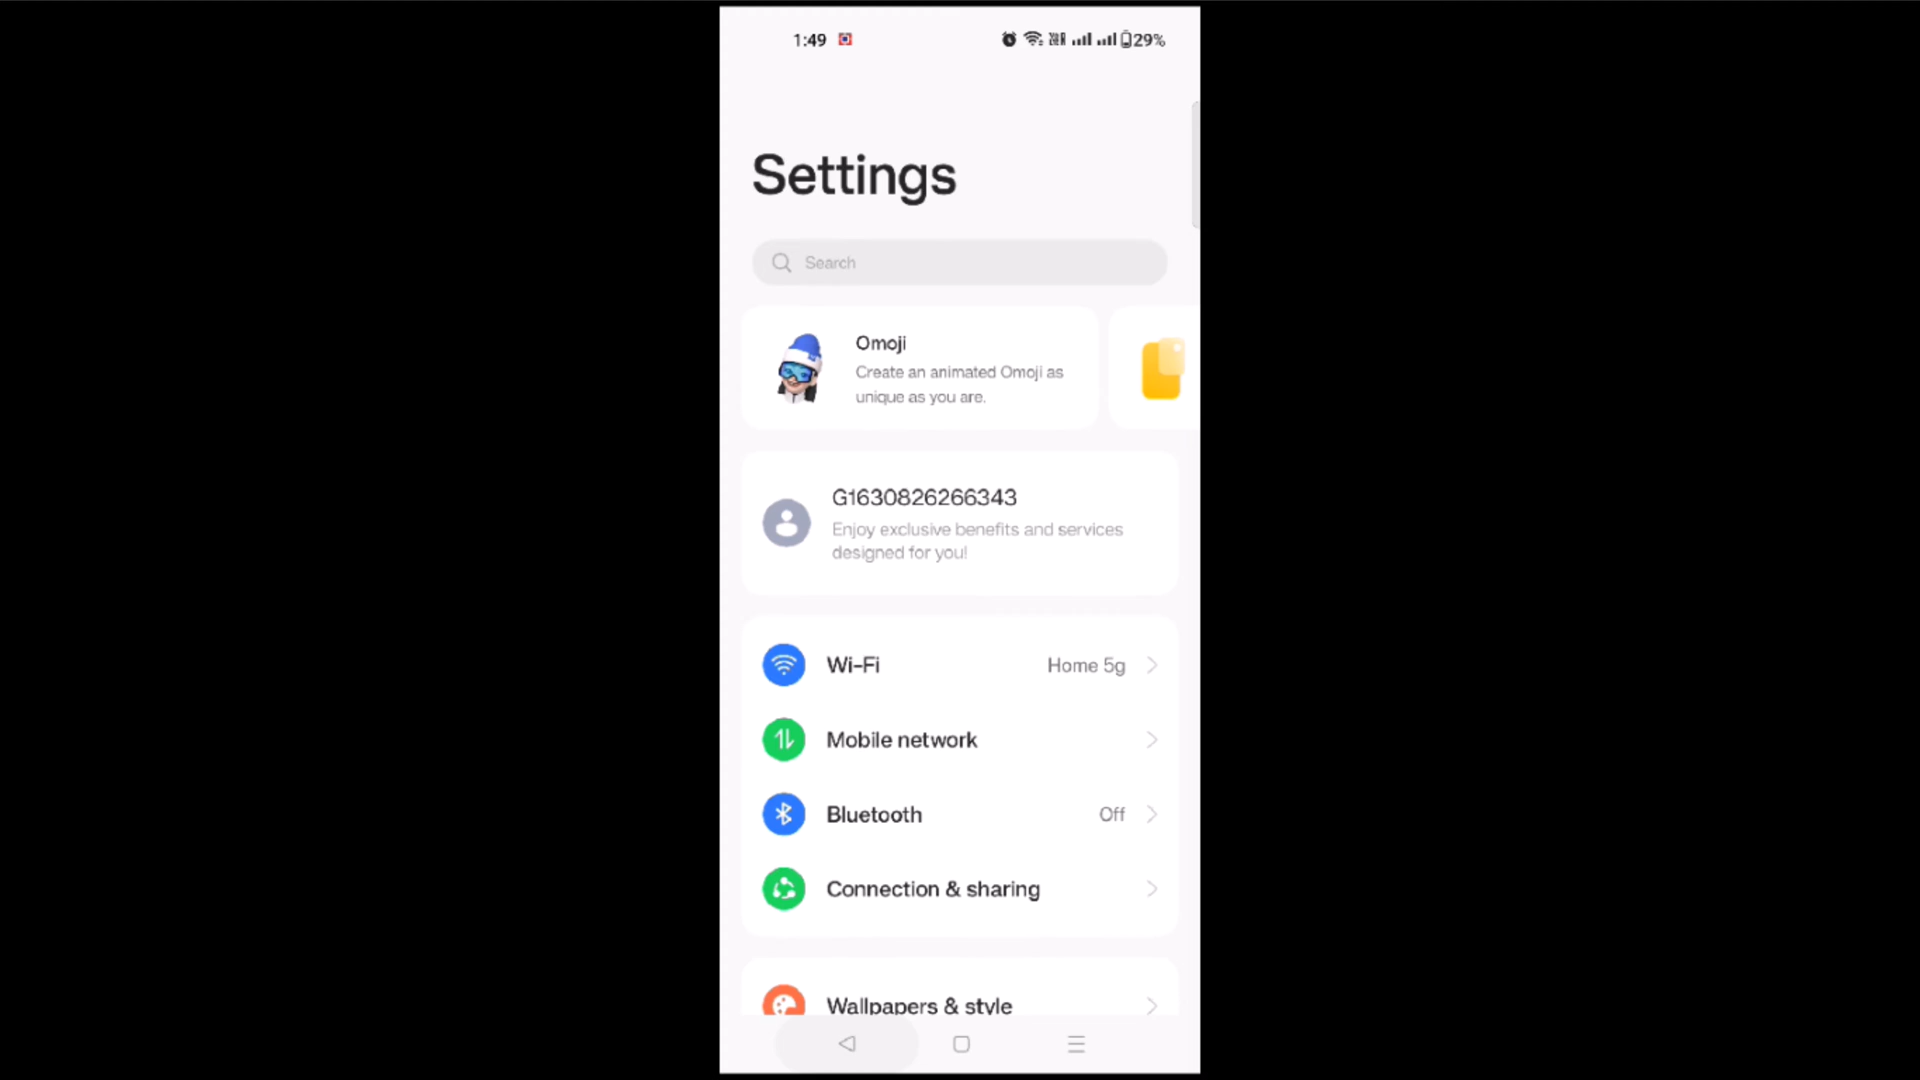 1:49 29%
Settings
Search
Omoji
Create an animated Omoji as
unique as you are.
G1630826266343
Enjoy exclusive benefits and services
designed for you!
Wi-Fi Home 5g
Mobile network
Bluetooth Off
Connection & sharing
Wallpapers & style